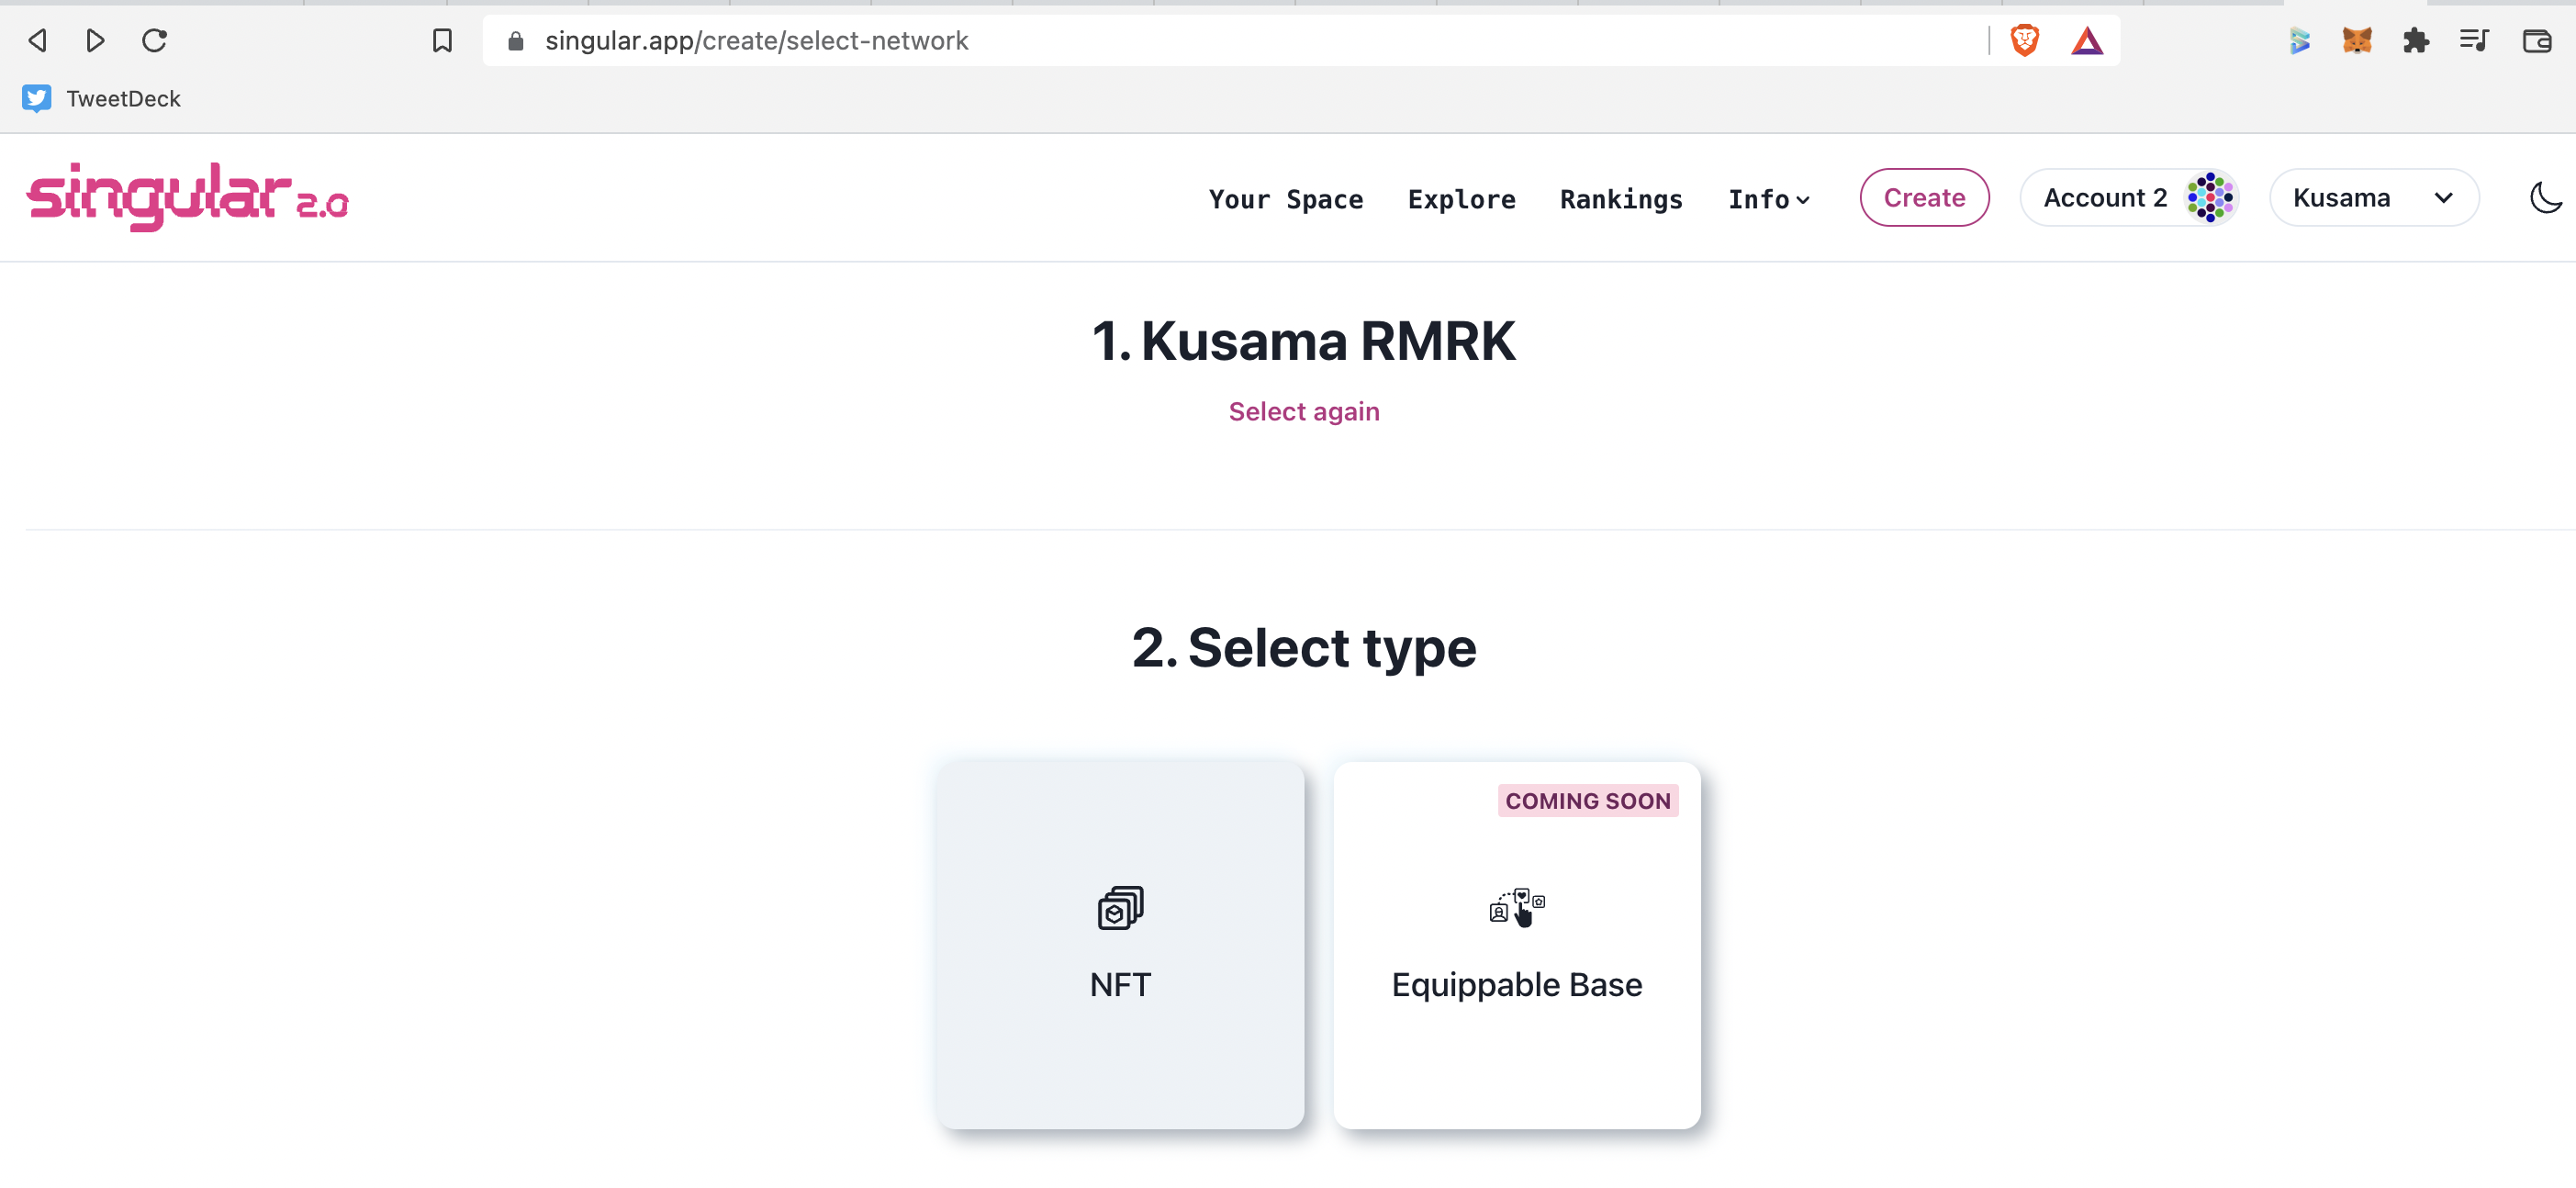 singular.app/create/select-network
TweetDeck
singular 2.0
Your Space
Explore
Rankings
Info
Create
Account 2
Kusama
1. Kusama RMRK
Select again
2. Select type
COMING SOON
NFT
Equippable Base